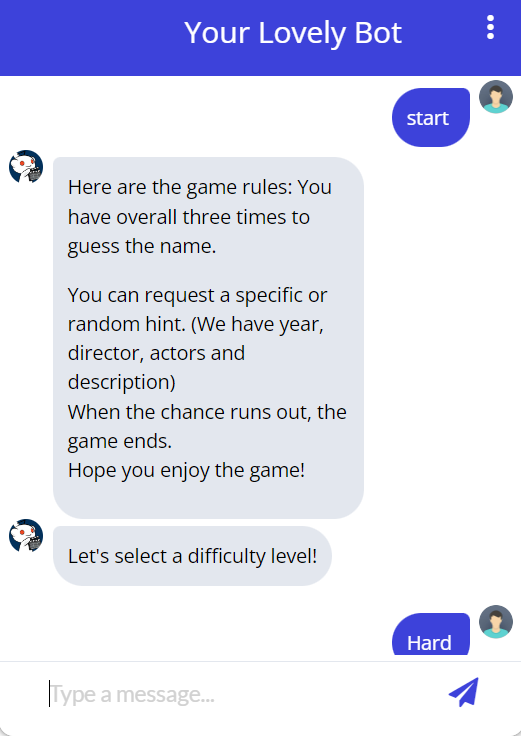 Your Lovely Bot
start
Here are the game rules: You
have overall three times to
guess the name.
You can request a specific or
random hint. (We have year,
director, actors and
description)
When the chance runs out, the
game ends.
Hope you enjoy the game!
Let's select a difficulty level!
Hard
Type a message...